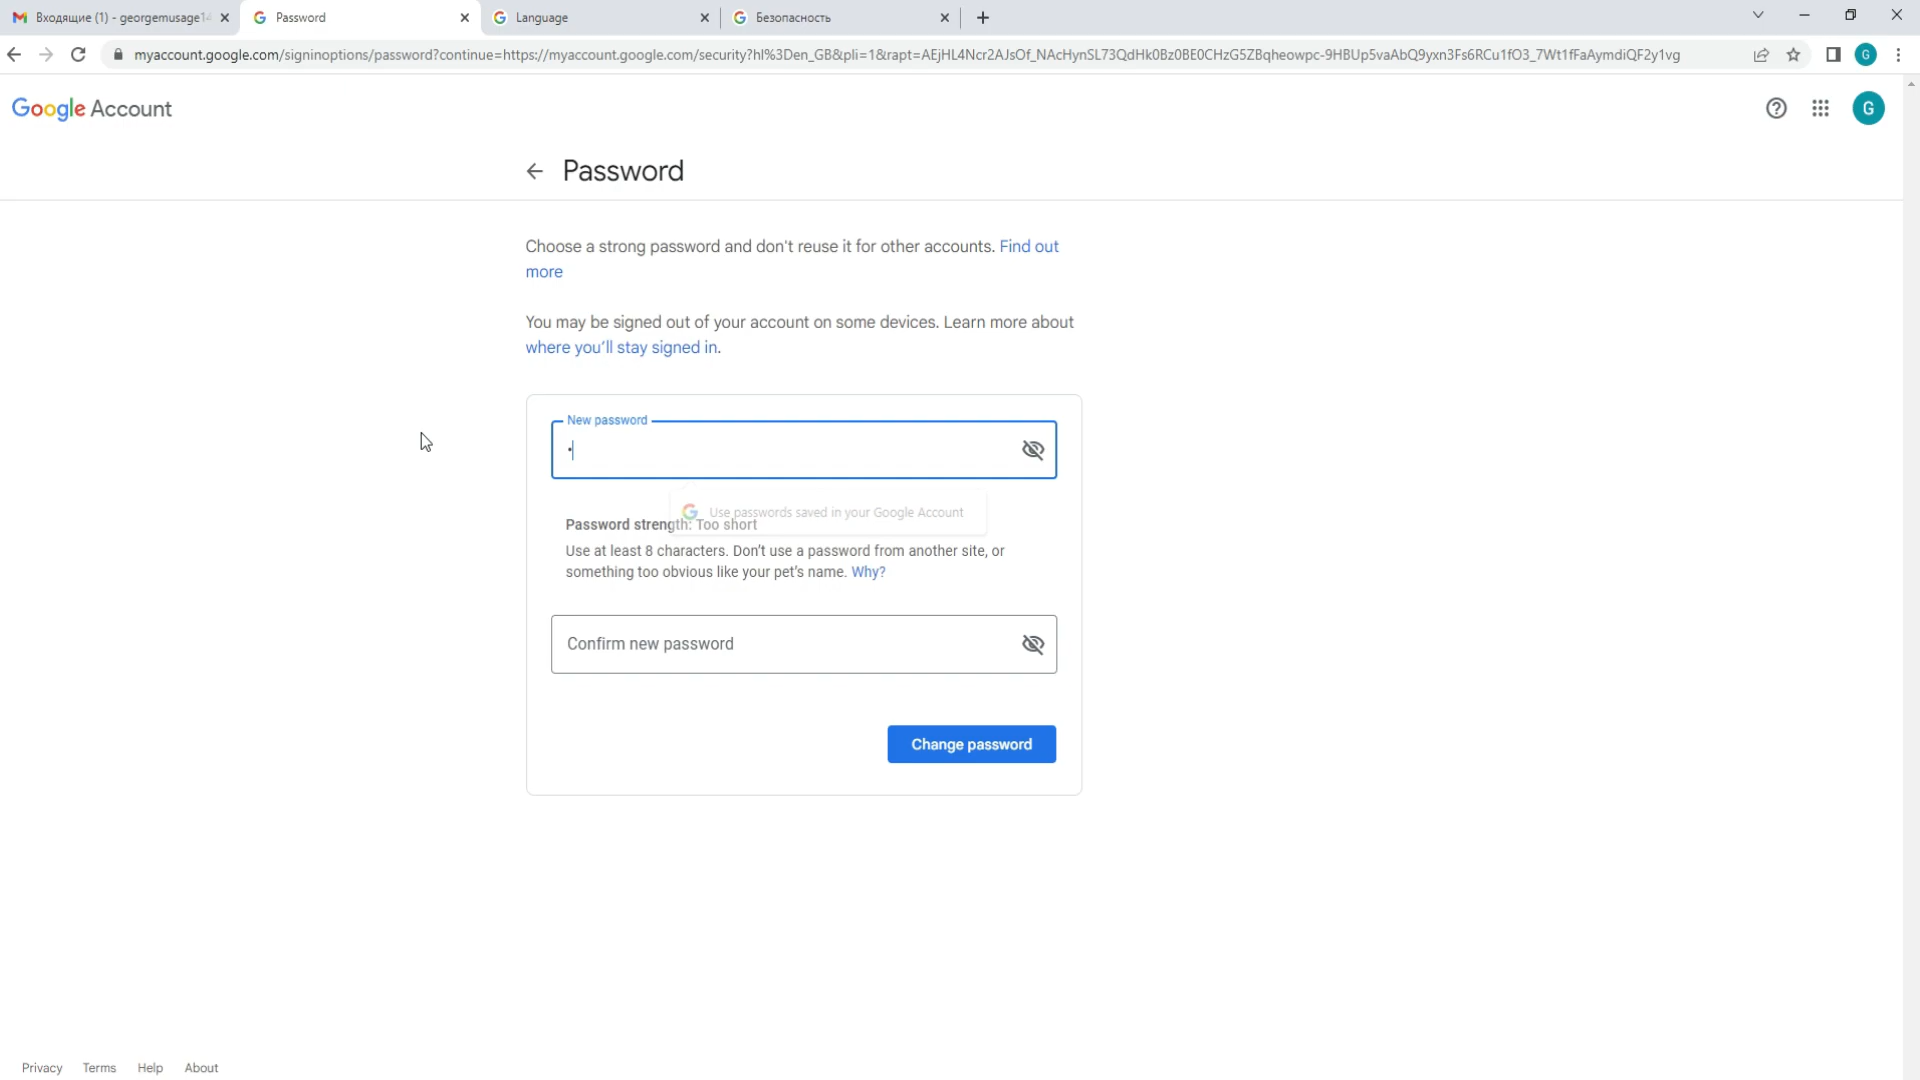 Входящие (1) - georgemusage14
Password
Language
Безопасность
myaccount.google.com/signinoptions/password?continue=https://myaccount.google.com/security?hl%3Den_GB&pli=1&rapt=AEjHL4Ncr2AJsOf_NAcHynSL73QdHk0Bz0BE0CHzG5ZBqheowpc-9HBUp5vaAbQ9yxn3Fs6RCu1fO3_7Wt1fFaAymdiQF2y1vg
G
Google Account
G
Password
Choose a strong password and don't reuse it for other accounts. Find out
more
You may be signed out of your account on some devices. Learn more about
where you'll stay signed in.
New password
Use passwords saved in your Google Account
Password strength: Too short
Use at least 8 characters. Don't use a password from another site, or
something too obvious like your pet's name. Why?
Confirm new password
Change password
Privacy Terms Help About